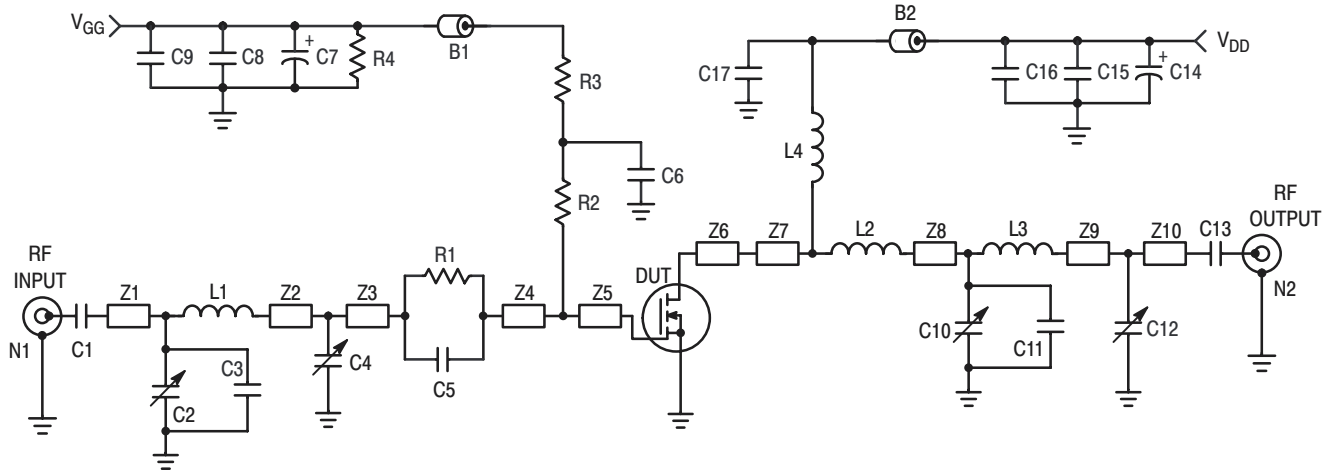 V_GG
C9
C8
+
C7
R4
B1
R3
C6
R2
B2
V_DD
C17
C16
C15
+
C14
L4
RF
INPUT
N1
C1
Z1
L1
Z2
Z3
R1
C5
Z4
Z5
C2
C3
C4
DUT
Z6
Z7
L2
Z8
L3
Z9
Z10
C13
RF
OUTPUT
N2
C10
C11
C12